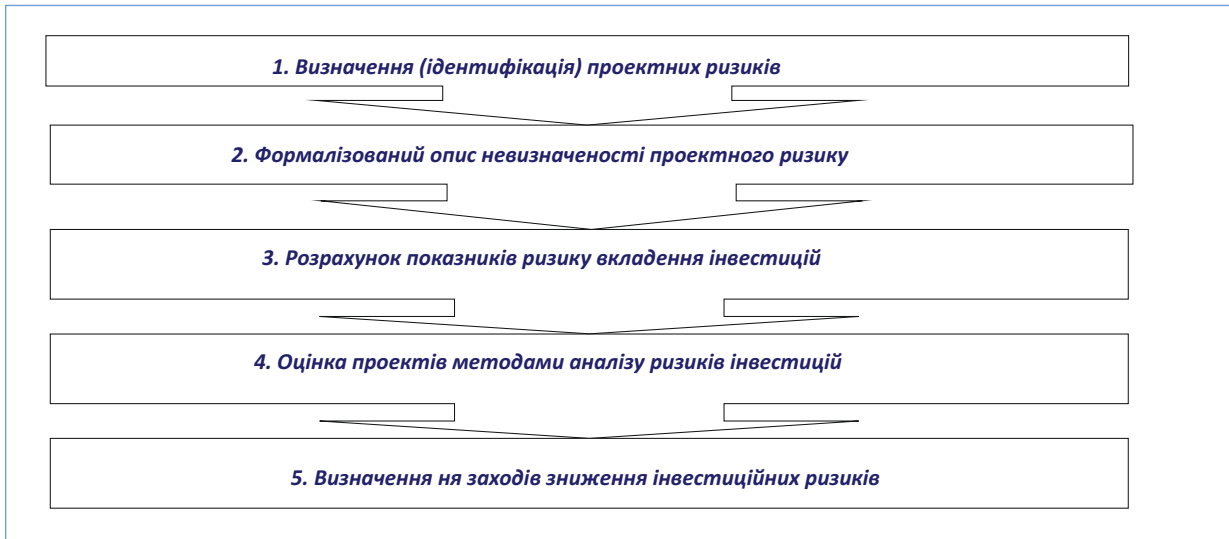 1. Визначення (ідентифікація) проектних ризиків
2. Формалізований опис невизначеності проектного ризику
3. Розрахунок показників ризику вкладення інвестицій
4. Оцінка проектів методами аналізу ризиків інвестицій
5. Визначення ня заходів зниження інвестиційних ризиків